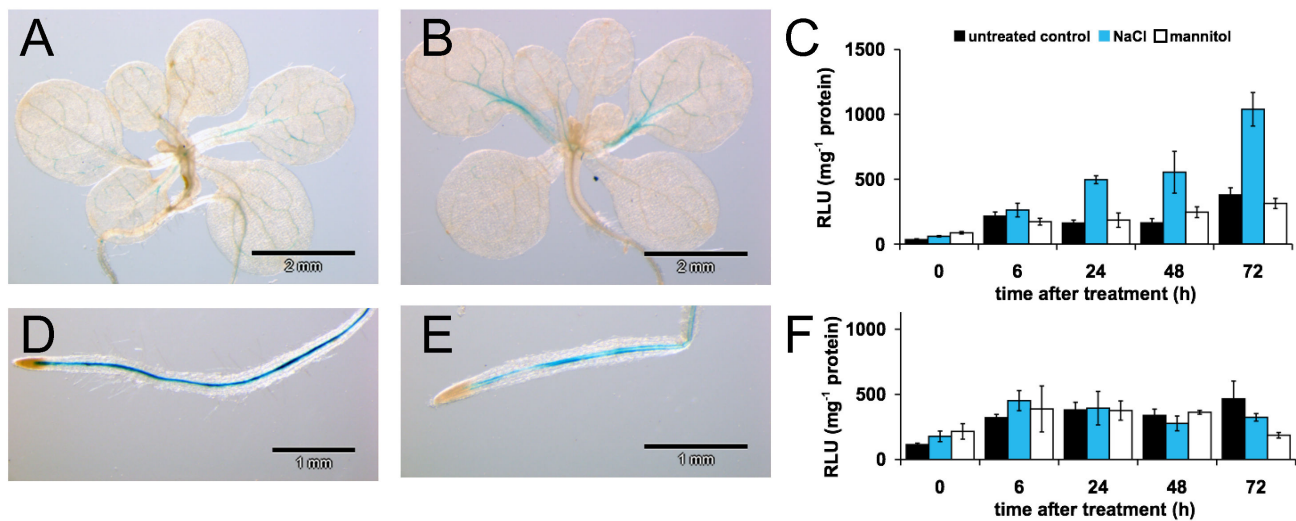 A
2 mm
B
2 mm
C
untreated control NaCl mannitol
1500
1000
500
0
RLU (mg⁻¹ protein)
0 6 24 48 72
time after treatment (h)
D
1 mm
E
1 mm
F
1000
500
0
RLU (mg⁻¹ protein)
0 6 24 48 72
time after treatment (h)